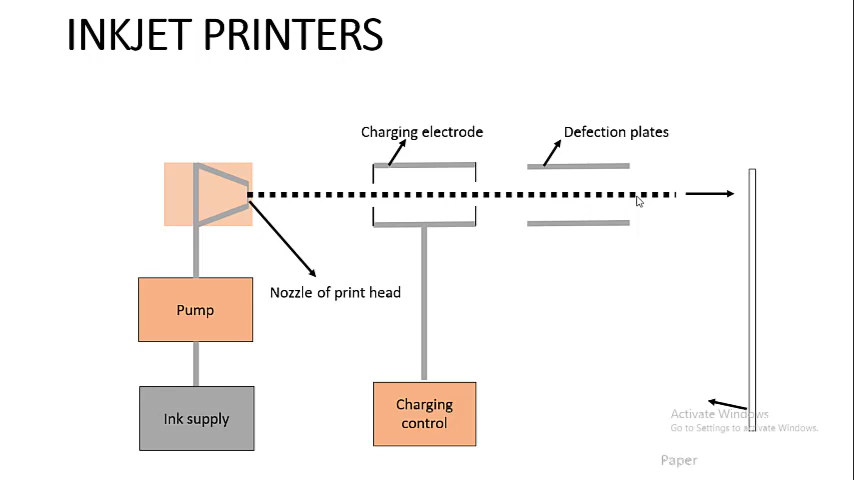 INKJET PRINTERS
Charging electrode
Defection plates
Nozzle of print head
Pump
Ink supply
Charging
control
Activate Windows
Go to Settings to activate Windows.
Paper